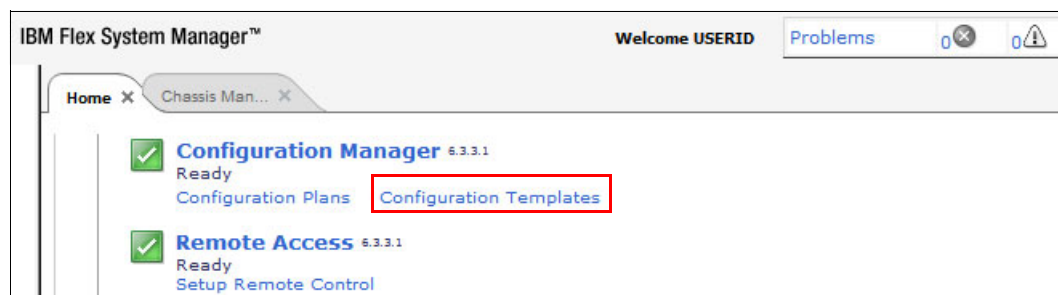 IBM Flex System Manager™ Welcome USERID Problems 0 0
Home Chassis Man...
Configuration Manager 6.3.3.1
Ready
Configuration Plans Configuration Templates
Remote Access 6.3.3.1
Ready
Setup Remote Control